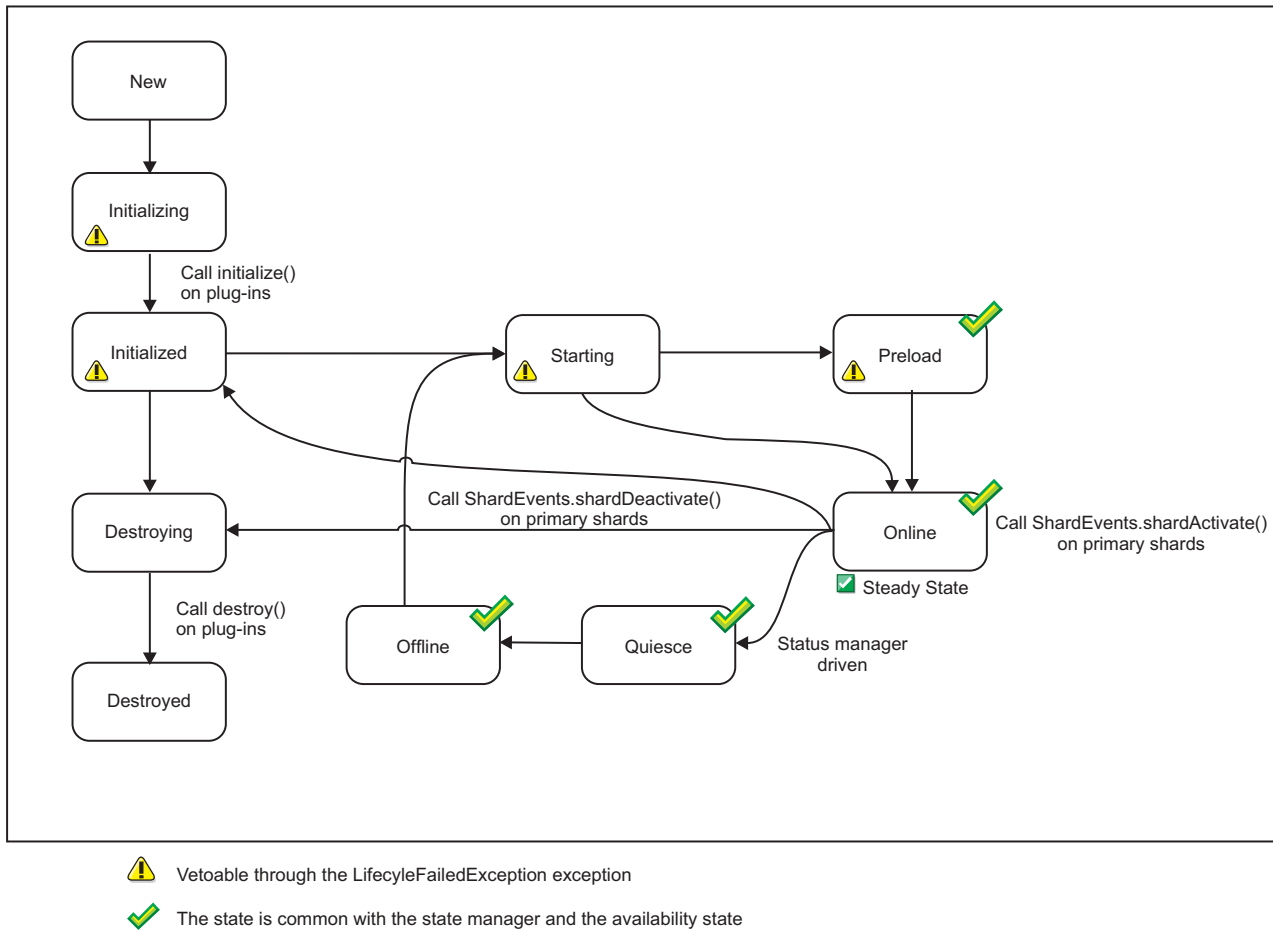 New
Initializing
Call initialize()
on plug-ins
Initialized
Starting
Preload
Call ShardEvents.shardDeactivate()
on primary shards
Destroying
Online
Call ShardEvents.shardActivate()
on primary shards
Steady State
Call destroy()
on plug-ins
Offline
Quiesce
Status manager
driven
Destroyed
Vetoable through the LifecyleFailedException exception
The state is common with the state manager and the availability state